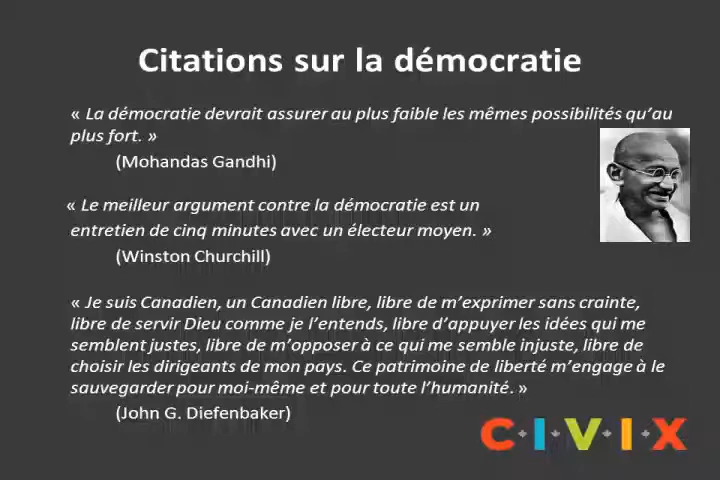 Citations sur la démocratie
« La démocratie devrait assurer au plus faible les mêmes possibilités qu’au
plus fort. »
(Mohandas Gandhi)
« Le meilleur argument contre la démocratie est un
entretien de cinq minutes avec un électeur moyen. »
(Winston Churchill)
« Je suis Canadien, un Canadien libre, libre de m’exprimer sans crainte,
libre de servir Dieu comme je l’entends, libre d’appuyer les idées qui me
semblent justes, libre de m’opposer à ce qui me semble injuste, libre de
choisir les dirigeants de mon pays. Ce patrimoine de liberté m’engage à le
sauvegarder pour moi-même et pour toute l’humanité. »
(John G. Diefenbaker)
C·I·V·I·X